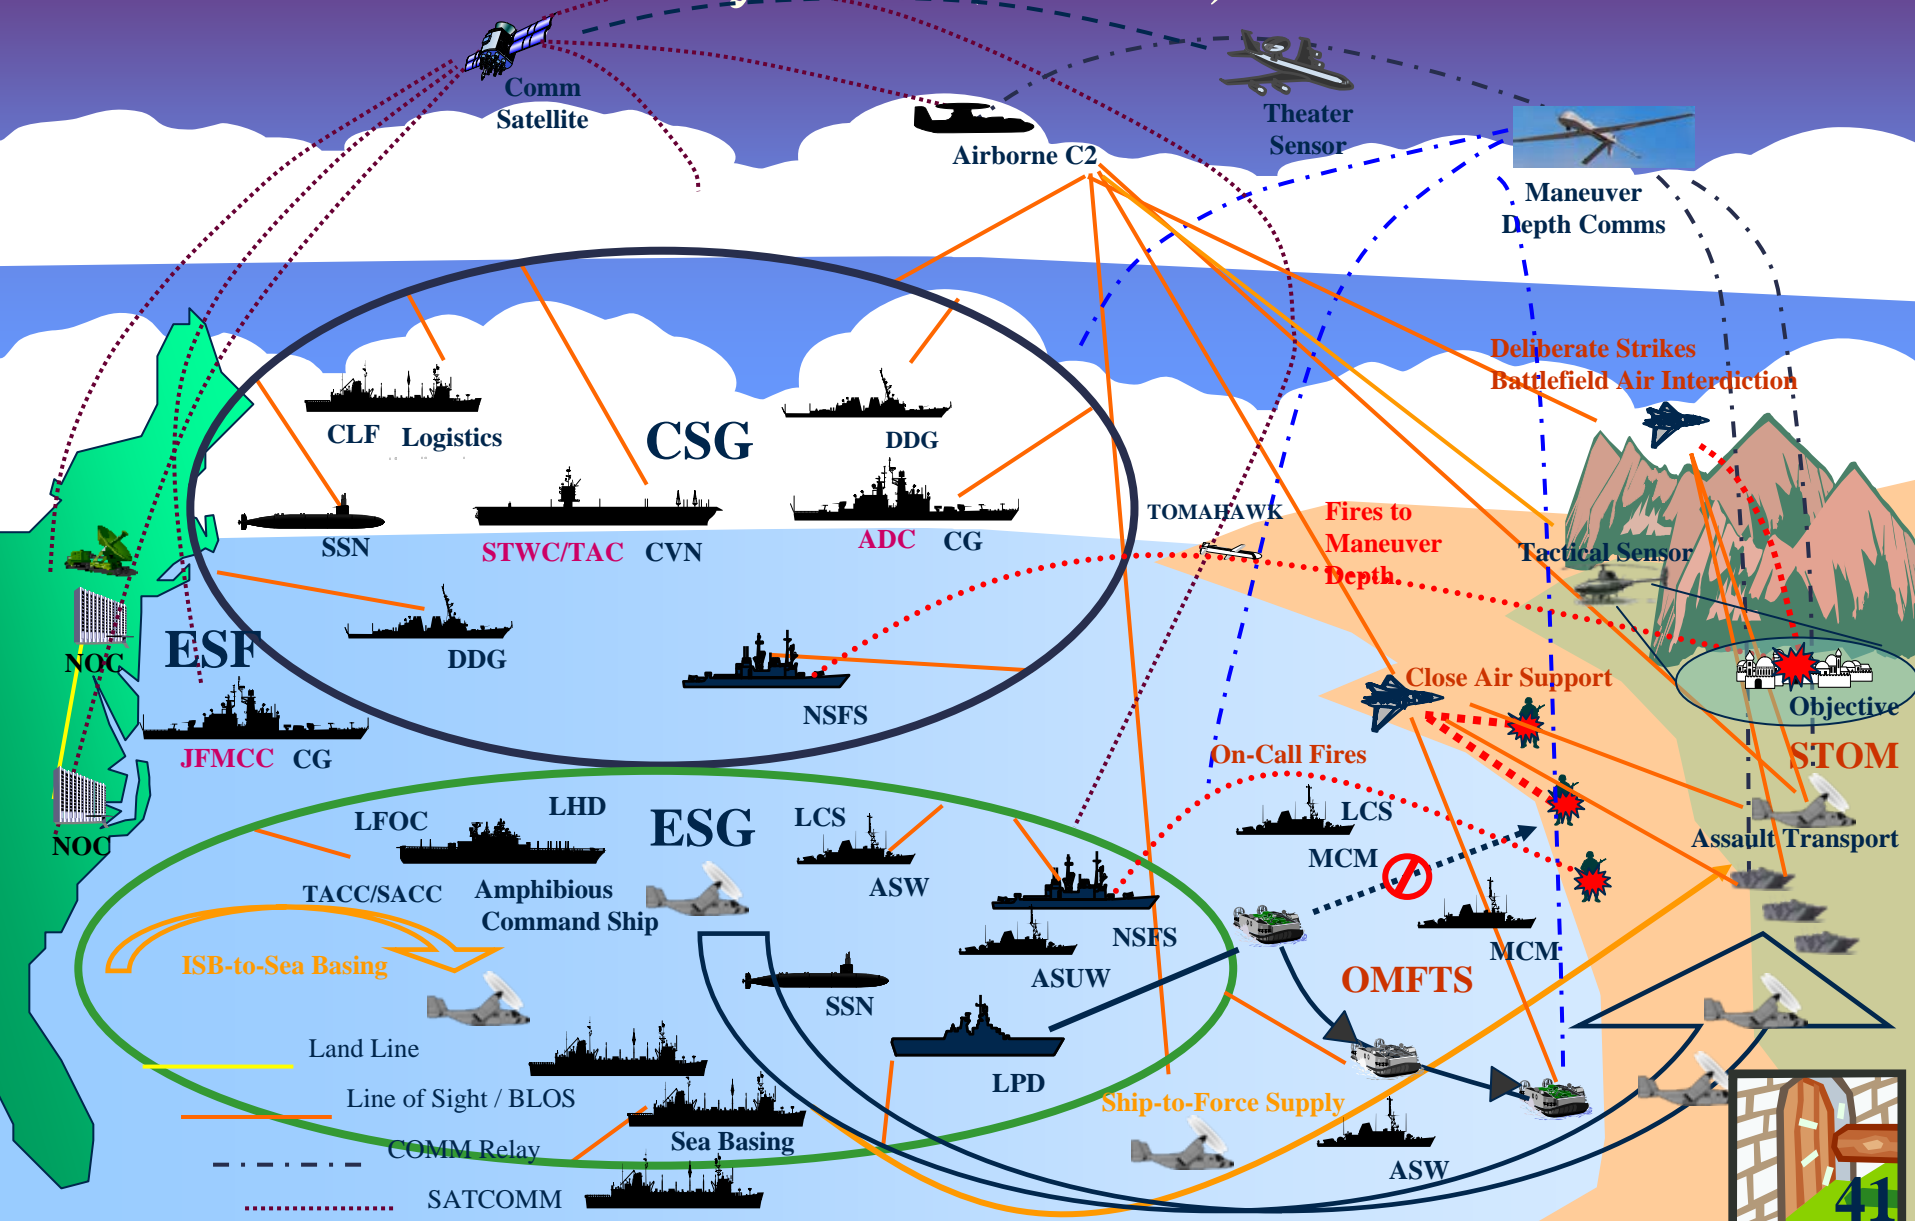 Comm
Satellite
Airborne C2
Theater
Sensor
Maneuver
Depth Comms
Deliberate Strikes
Battlefield Air Interdiction
CLF
Logistics
CSG
DDG
SSN
STWC/TAC
CVN
ADC
CG
TOMAHAWK
Fires to
Maneuver
Depth
Tactical Sensor
NOC
ESF
DDG
NSFS
Close Air Support
Objective
JFMCC
CG
On-Call Fires
STOM
NOC
LFOC
LHD
ESG
LCS
ASW
LCS
MCM
Assault Transport
TACC/SACC
Amphibious
Command Ship
NSFS
ASUW
MCM
ISB-to-Sea Basing
SSN
OMFTS
LPD
Land Line
Line of Sight / BLOS
Ship-to-Force Supply
COMM Relay
Sea Basing
ASW
SATCOMM
41